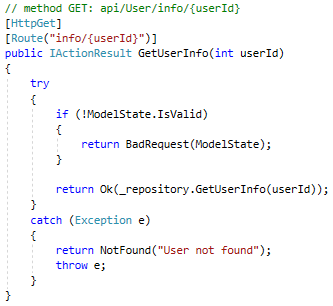 // method GET: api/User/info/{userId}
[HttpGet]
[Route("info/{userId}")]
public IActionResult GetUserInfo(int userId)
{
    try
    {
        if (!ModelState.IsValid)
        {
            return BadRequest(ModelState);
        }

        return Ok(_repository.GetUserInfo(userId));
    }
    catch (Exception e)
    {
        return NotFound("User not found");
        throw e;
    }
}